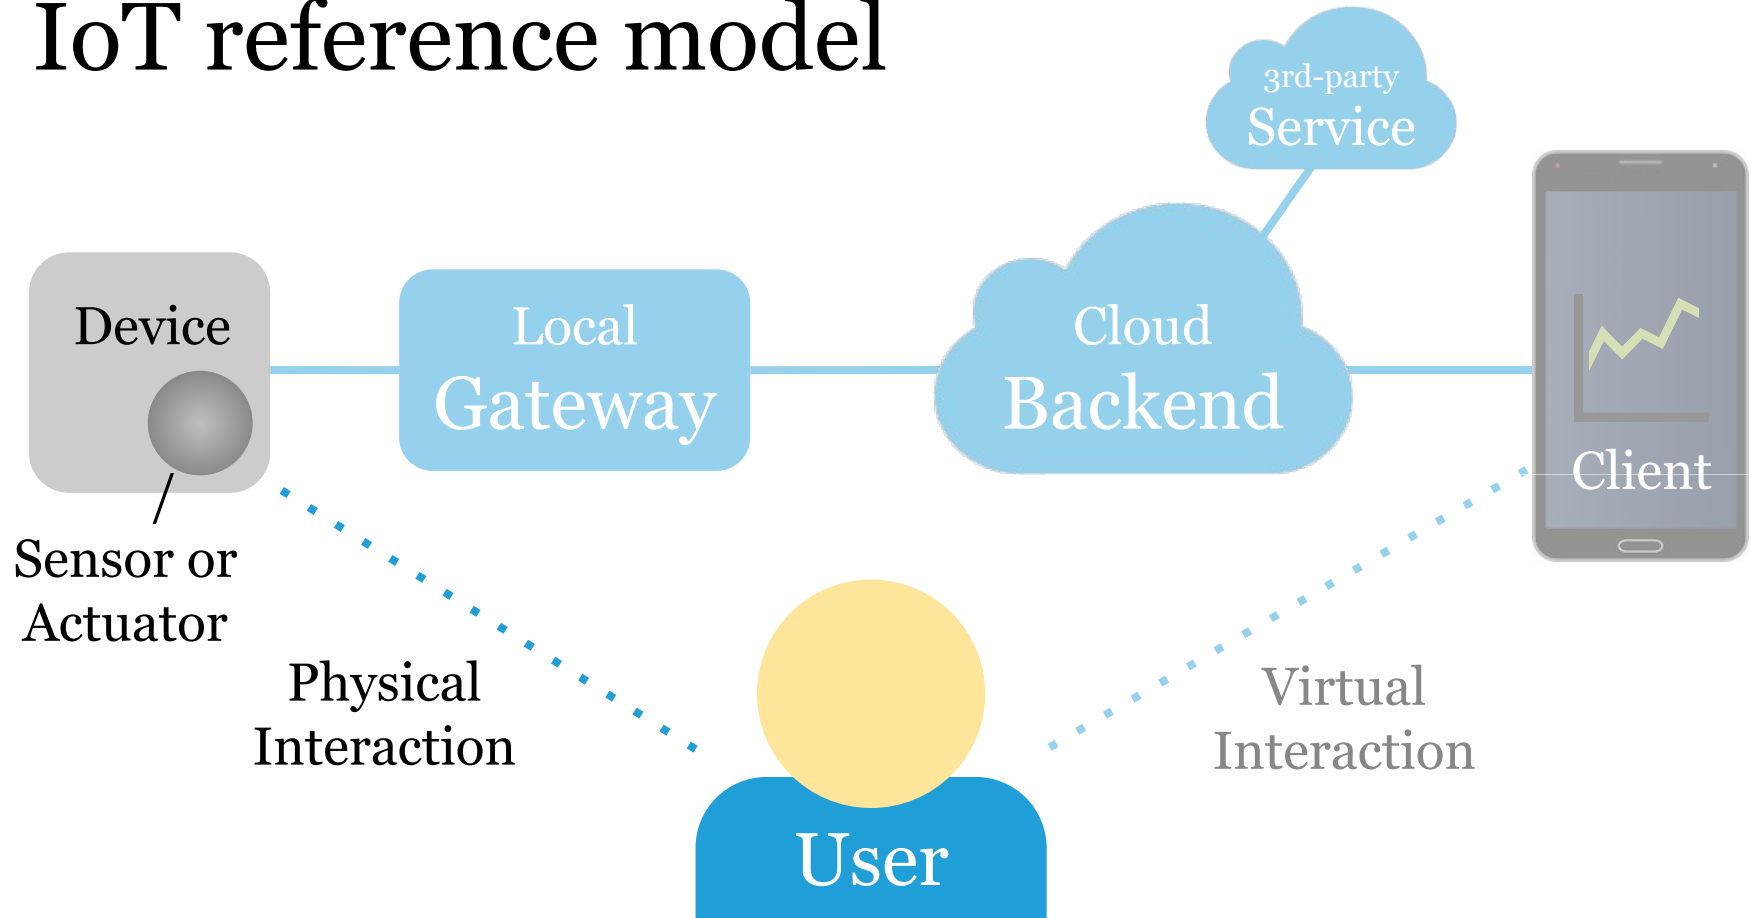 IoT reference model
3rd-party
Service
Device
Local
Gateway
Cloud
Backend
Client
Sensor or
Actuator
Physical
Interaction
Virtual
Interaction
User